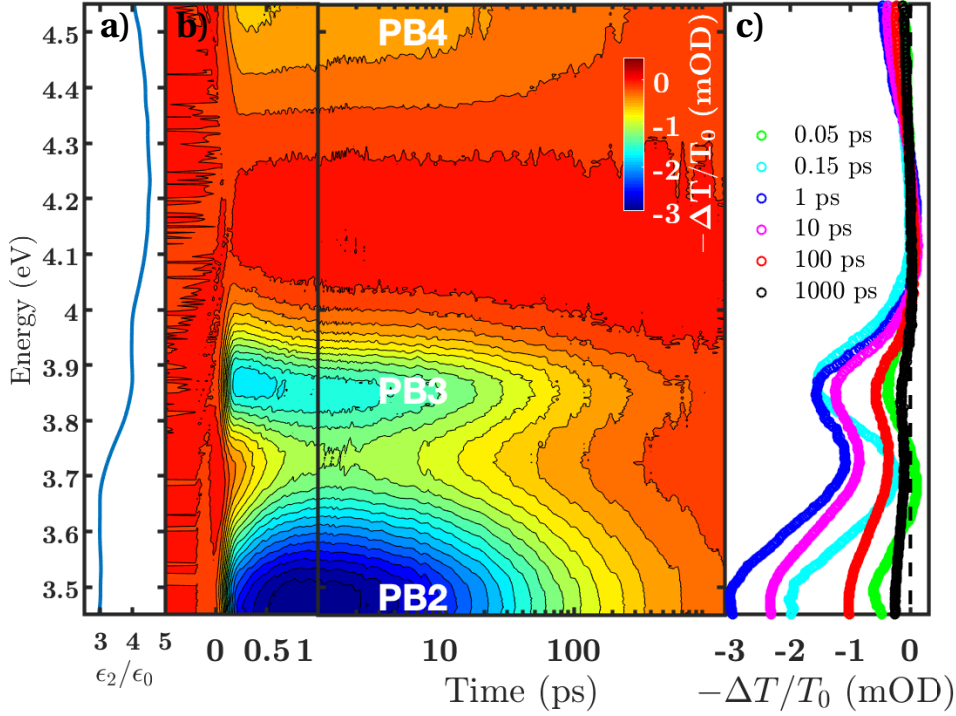 a) b) c)
4.5
4.4
4.3
4.2
4.1
4
3.9
3.8
3.7
3.6
3.5
Energy (eV)
3 4 5
ϵ₂/ϵ₀
PB4
PB3
PB2
0
-1
-2
-3
−ΔT/T₀ (mOD)
0 0.5 1 10 100
Time (ps)
0.05 ps
0.15 ps
1 ps
10 ps
100 ps
1000 ps
-3 -2 -1 0
−ΔT/T₀ (mOD)